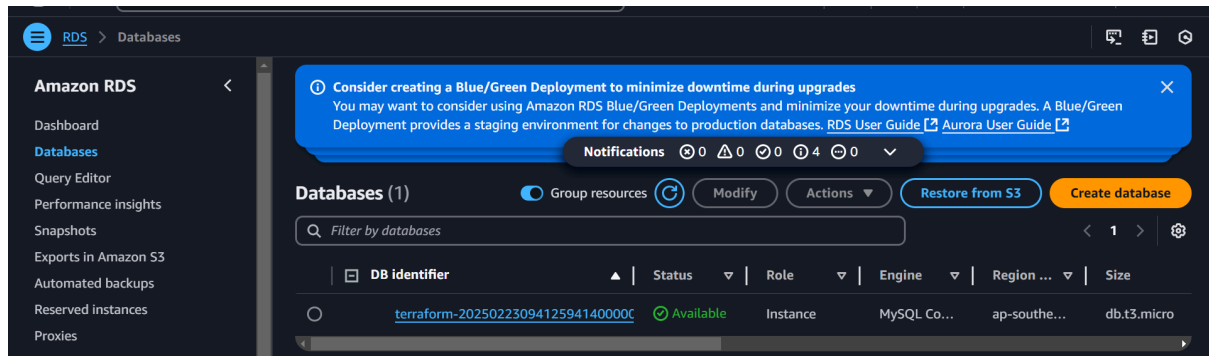 RDS > Databases
Amazon RDS
Dashboard
Databases
Query Editor
Performance insights
Snapshots
Exports in Amazon S3
Automated backups
Reserved instances
Proxies
Consider creating a Blue/Green Deployment to minimize downtime during upgrades
You may want to consider using Amazon RDS Blue/Green Deployments and minimize your downtime during upgrades. A Blue/Green
Deployment provides a staging environment for changes to production databases. RDS User Guide Aurora User Guide
Notifications 0 0 0 4 0
Databases (1) Group resources Modify Actions Restore from S3 Create database
Filter by databases 1
DB identifier Status Role Engine Region ... Size
terraform-2025022309412594140000 Available Instance MySQL Co... ap-southe... db.t3.micro